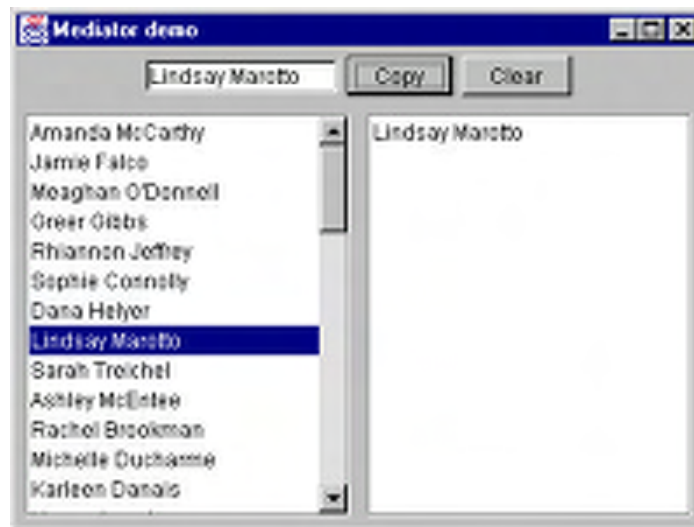 Mediator demo
Lindsay Marotto Copy Clear
Amanda McCarthy
Jamie Falco
Meaghan O'Donnell
Greer Gibbs
Rhiannon Jeffrey
Sophie Connolly
Dana Helyer
Lindsay Marotto
Sarah Treichel
Ashley McEntee
Rachel Brookman
Michelle Ducharme
Karleen Danais
Lindsay Marotto